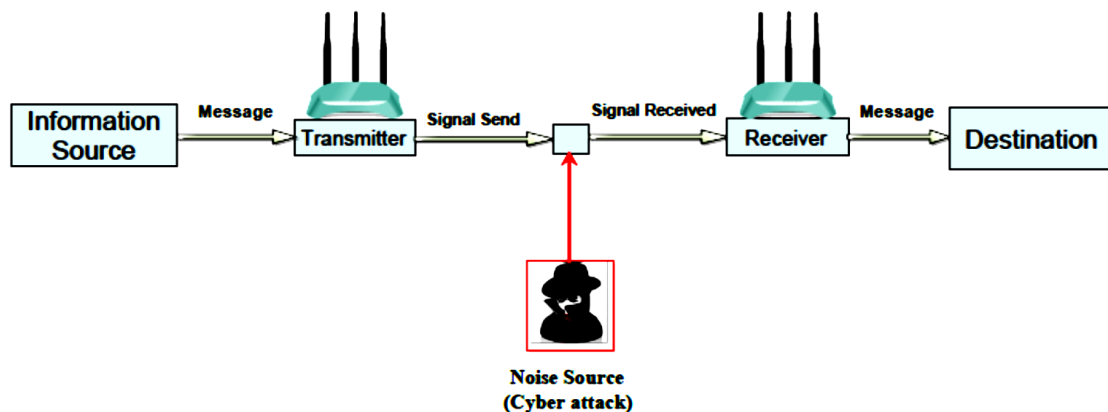 Information
Source
Message
Transmitter
Signal Send
Signal Received
Receiver
Message
Destination
Noise Source
(Cyber attack)